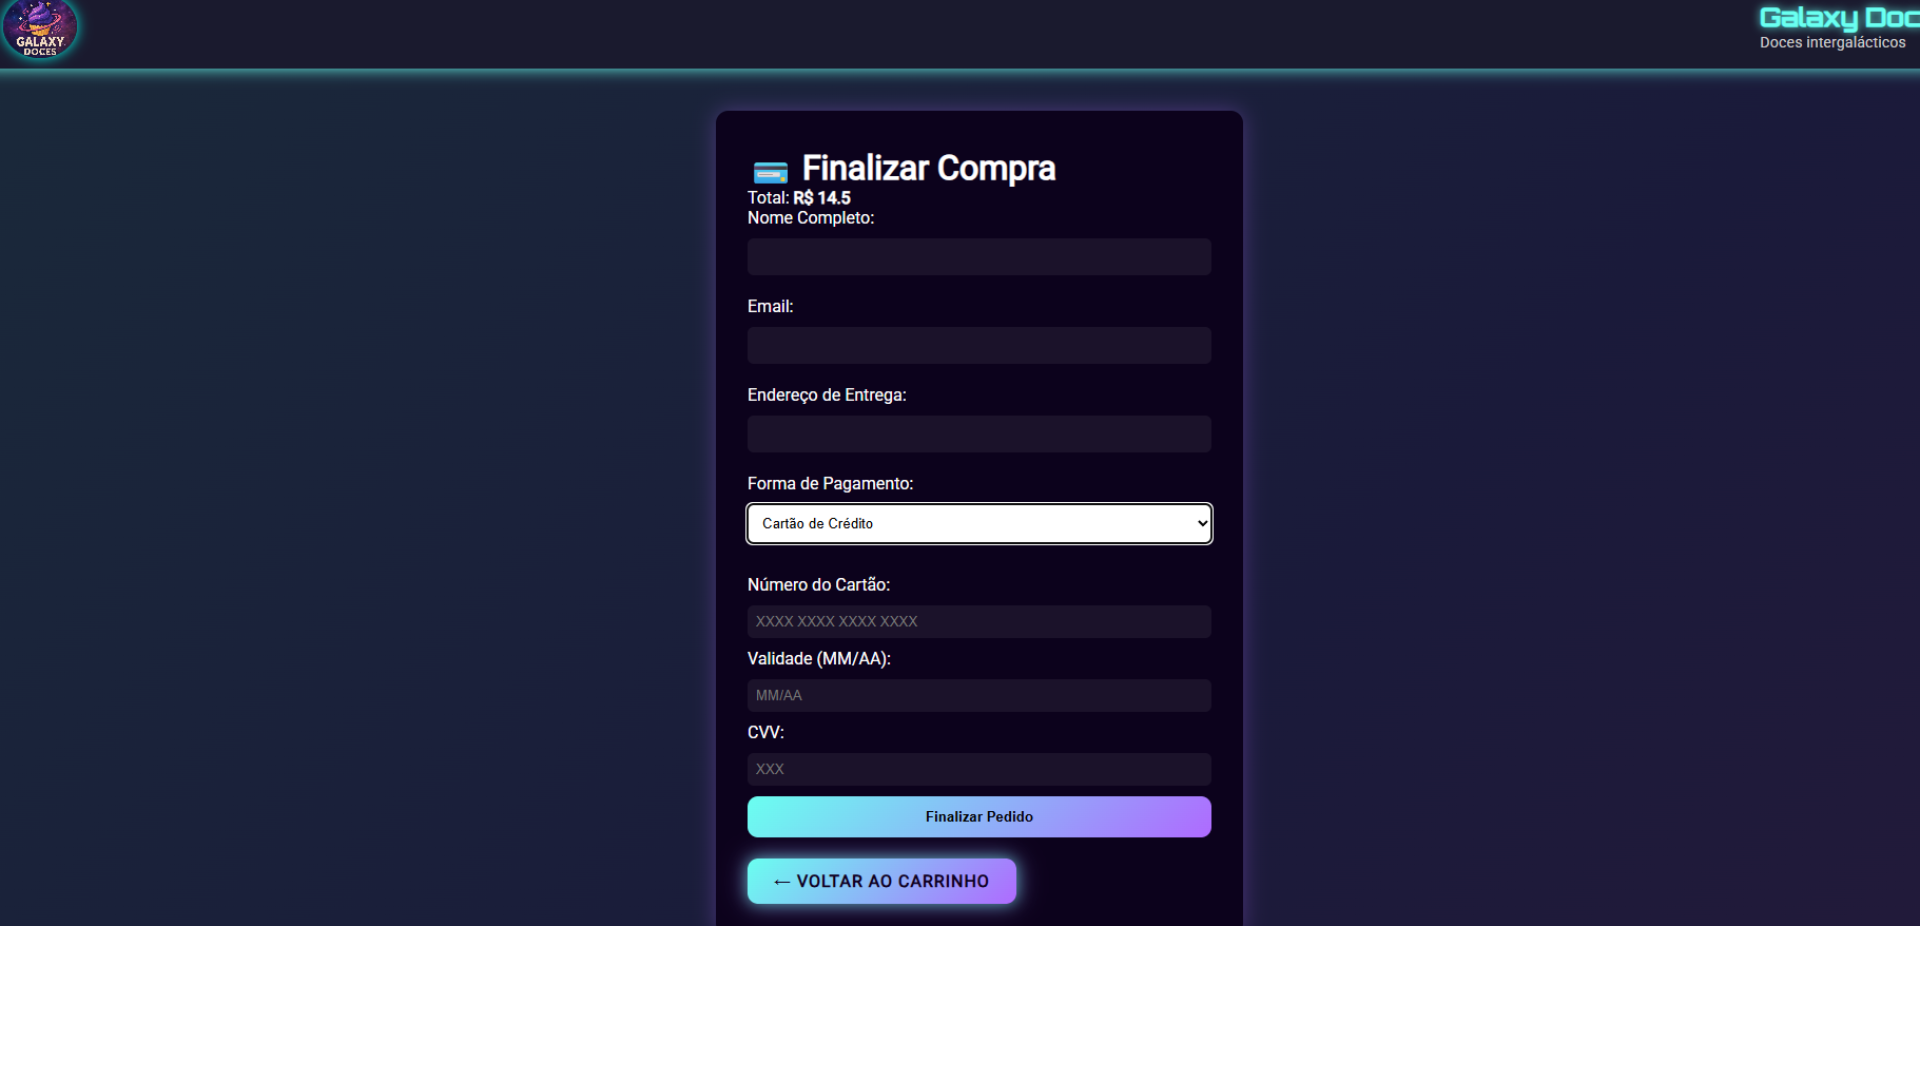 GALAXY
DOCES
Galaxy Doc
Doces intergalácticos
Finalizar Compra
Total: R$ 14.5
Nome Completo:
Email:
Endereço de Entrega:
Forma de Pagamento:
Cartão de Crédito
Número do Cartão:
XXXX XXXX XXXX XXXX
Validade (MM/AA):
MM/AA
CVV:
XXX
Finalizar Pedido
← VOLTAR AO CARRINHO